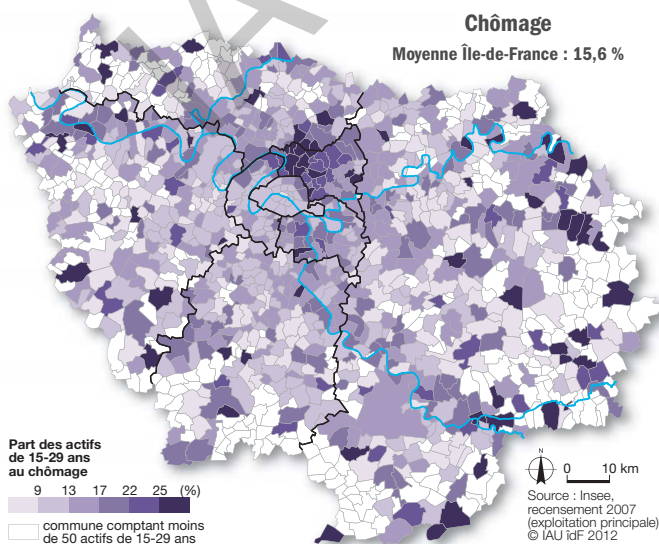 Chômage
Moyenne Île-de-France : 15,6 %
Part des actifs
de 15-29 ans
au chômage
9 13 17 22 25 (%)
commune comptant moins
de 50 actifs de 15-29 ans
N
0 10 km
Source : Insee,
recensement 2007
(exploitation principale)
© IAU îdF 2012